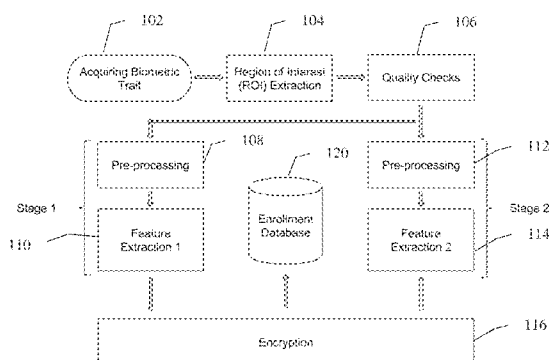 102
104
106
Acquiring Biometric
Trait
Region of Interest
(ROI) Extraction
Quality Checks
108
112
120
Pre-processing
Pre-processing
Stage 1
Stage 2
110
Feature
Extraction 1
Enrollment
Database
Feature
Extraction 2
114
Encryption
116